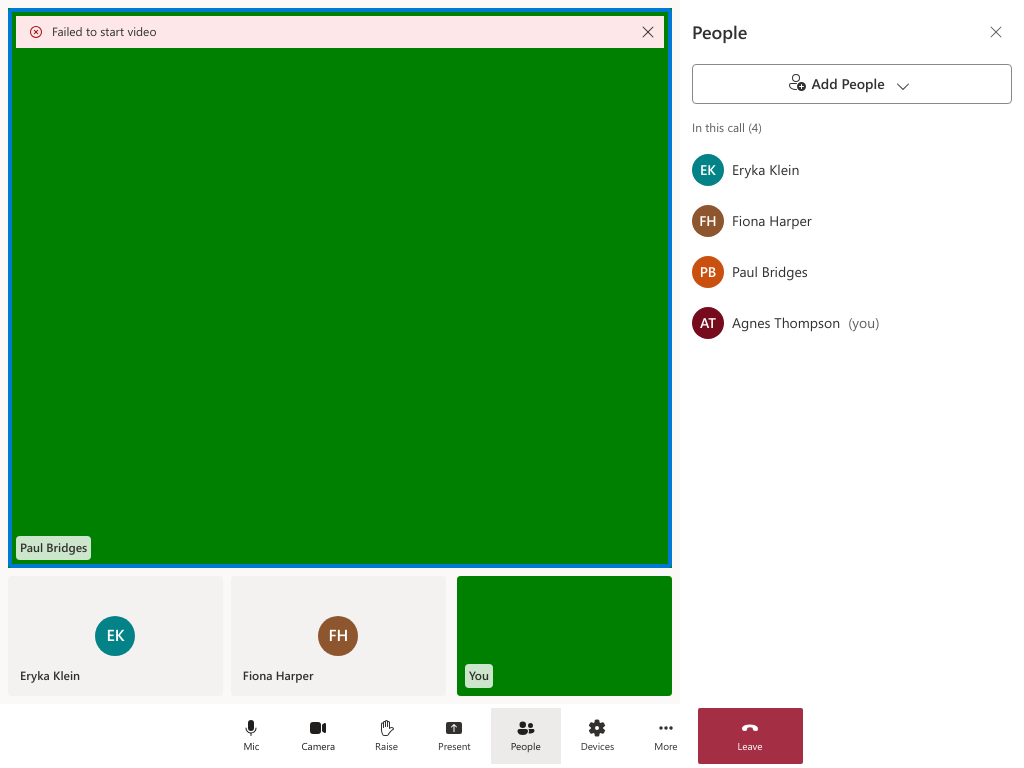 Failed to start video
Paul Bridges
EK
Eryka Klein
FH
Fiona Harper
You
People
Add People
In this call (4)
EK Eryka Klein
FH Fiona Harper
PB Paul Bridges
AT Agnes Thompson (you)
Mic Camera Raise Present People Devices More Leave